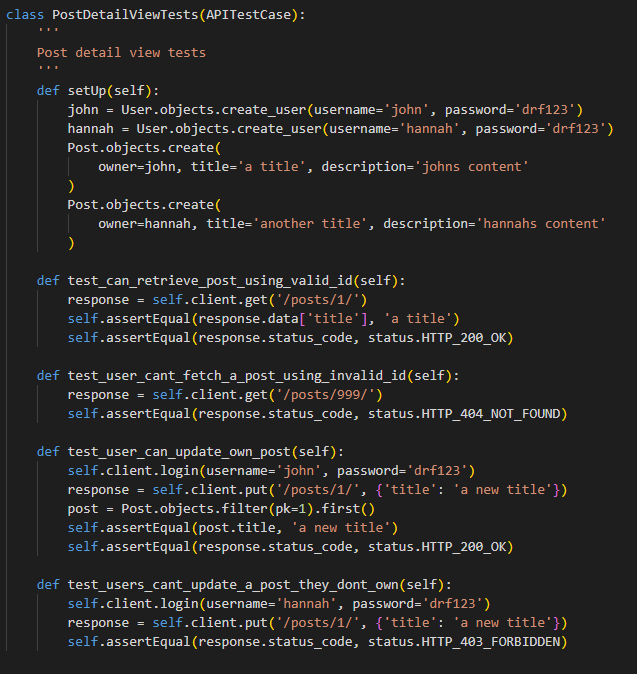 class PostDetailViewTests(APITestCase):
    '''
    Post detail view tests
    '''
    def setUp(self):
        john = User.objects.create_user(username='john', password='drf123')
        hannah = User.objects.create_user(username='hannah', password='drf123')
        Post.objects.create(
            owner=john, title='a title', description='johns content'
        )
        Post.objects.create(
            owner=hannah, title='another title', description='hannahs content'
        )

    def test_can_retrieve_post_using_valid_id(self):
        response = self.client.get('/posts/1/')
        self.assertEqual(response.data['title'], 'a title')
        self.assertEqual(response.status_code, status.HTTP_200_OK)

    def test_user_cant_fetch_a_post_using_invalid_id(self):
        response = self.client.get('/posts/999/')
        self.assertEqual(response.status_code, status.HTTP_404_NOT_FOUND)

    def test_user_can_update_own_post(self):
        self.client.login(username='john', password='drf123')
        response = self.client.put('/posts/1/', {'title': 'a new title'})
        post = Post.objects.filter(pk=1).first()
        self.assertEqual(post.title, 'a new title')
        self.assertEqual(response.status_code, status.HTTP_200_OK)

    def test_users_cant_update_a_post_they_dont_own(self):
        self.client.login(username='hannah', password='drf123')
        response = self.client.put('/posts/1/', {'title': 'a new title'})
        self.assertEqual(response.status_code, status.HTTP_403_FORBIDDEN)